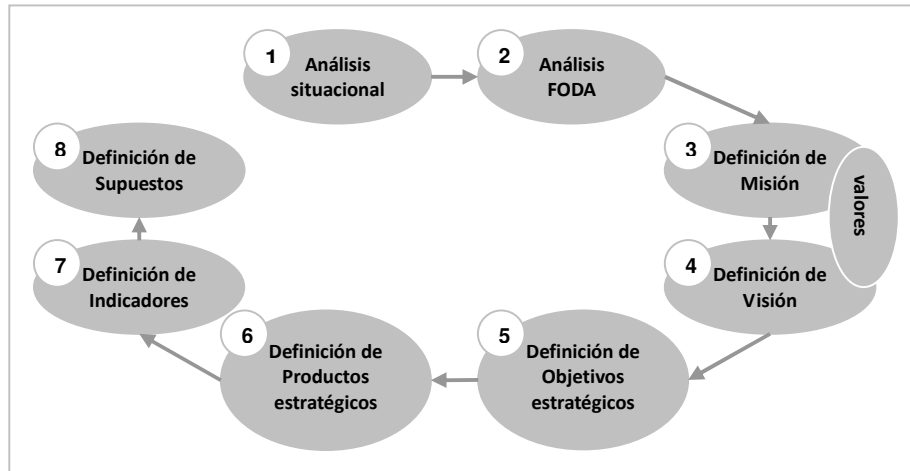 1
Análisis
situacional
2
Análisis
FODA
3
Definición de
Misión
valores
4
Definición de
Visión
5
Definición de
Objetivos
estratégicos
6
Definición de
Productos
estratégicos
7
Definición de
Indicadores
8
Definición de
Supuestos